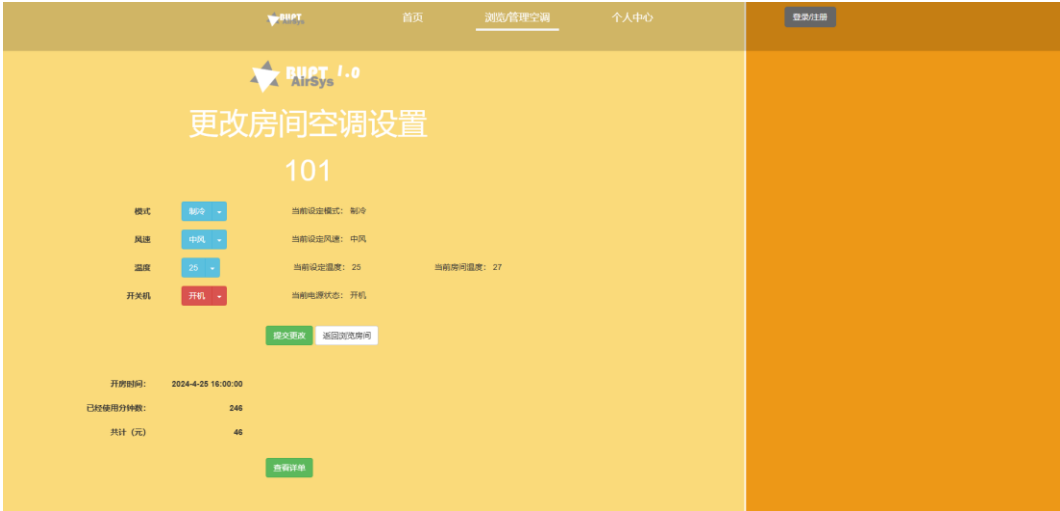 BUPT AirSys 首页 浏览/管理空调 个人中心 登录/注册
BUPT 1.0
AirSys
更改房间空调设置
101
模式 制冷 当前设定模式: 制冷
风速 中风 当前设定风速: 中风
温度 25 当前设定温度: 25 当前房间温度: 27
开关机 开机 当前电源状态: 开机
提交更改 返回浏览房间
开房时间: 2024-4-25 16:00:00
已经使用分钟数: 246
共计 (元) 46
查看详单